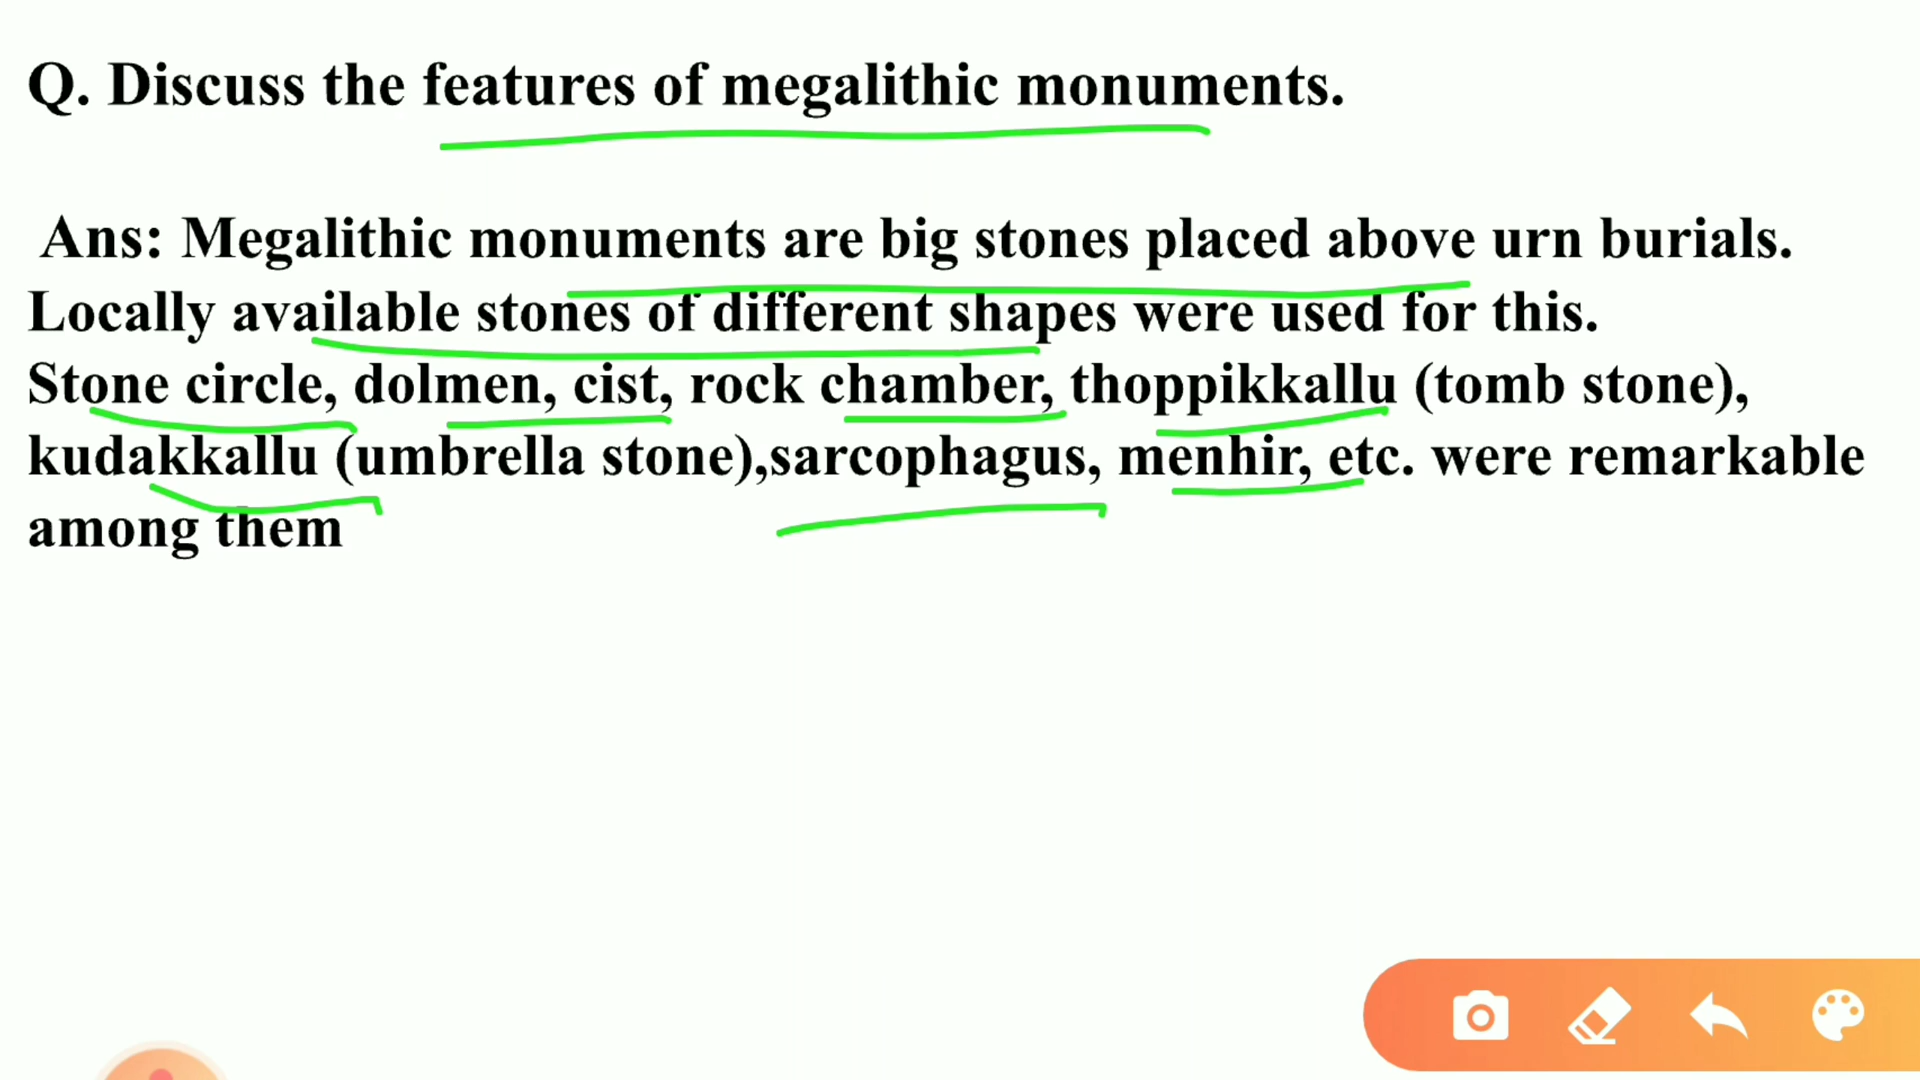 Q. Discuss the features of megalithic monuments.
Ans: Megalithic monuments are big stones placed above urn burials.
Locally available stones of different shapes were used for this.
Stone circle, dolmen, cist, rock chamber, thoppikkallu (tomb stone),
kudakkallu (umbrella stone),sarcophagus, menhir, etc. were remarkable
among them